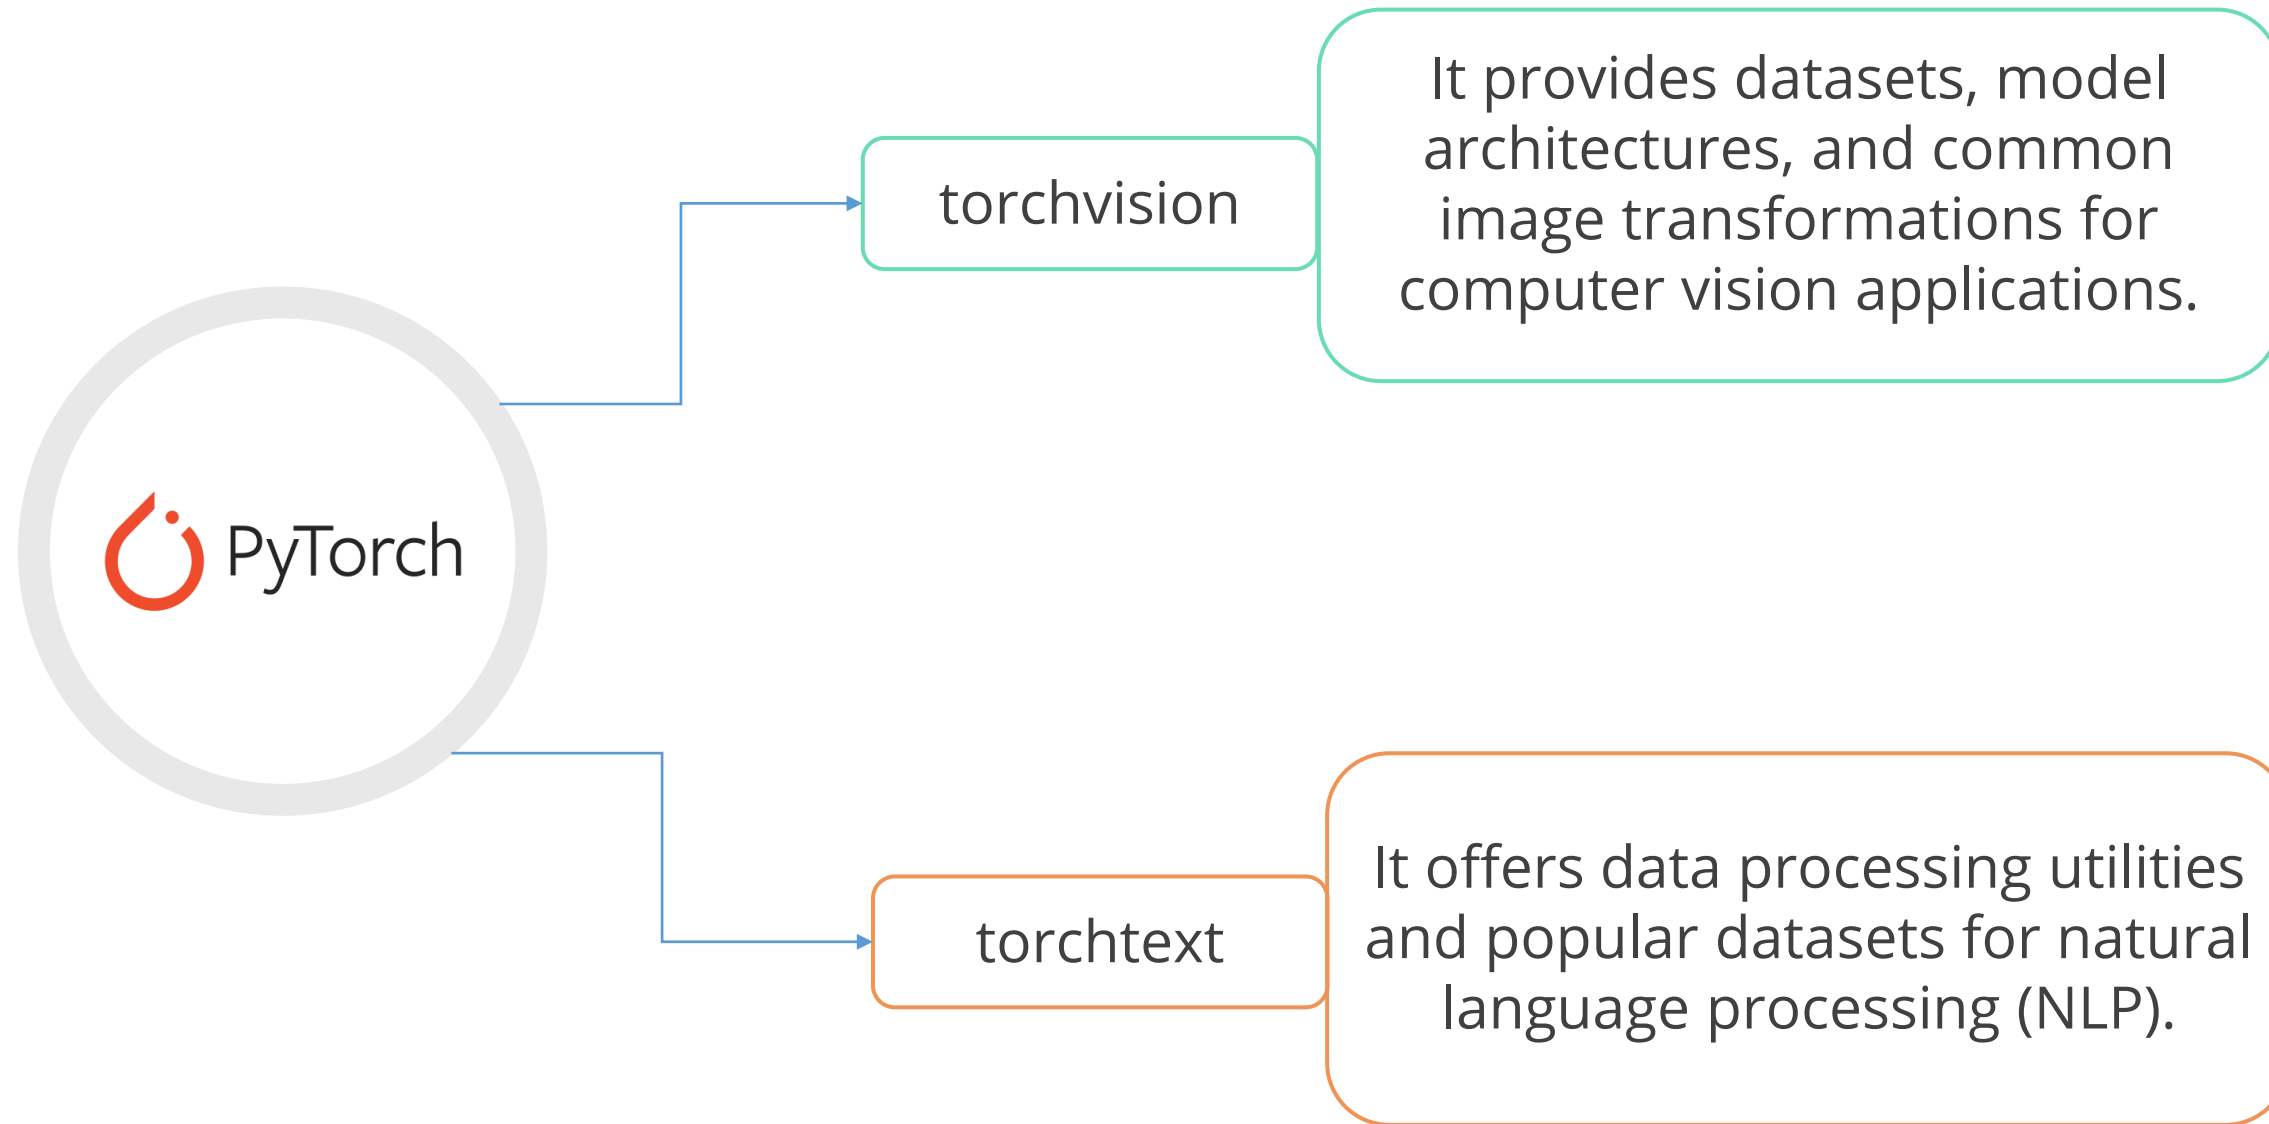 PyTorch
torchvision
It provides datasets, model
architectures, and common
image transformations for
computer vision applications.
torchtext
It offers data processing utilities
and popular datasets for natural
language processing (NLP).